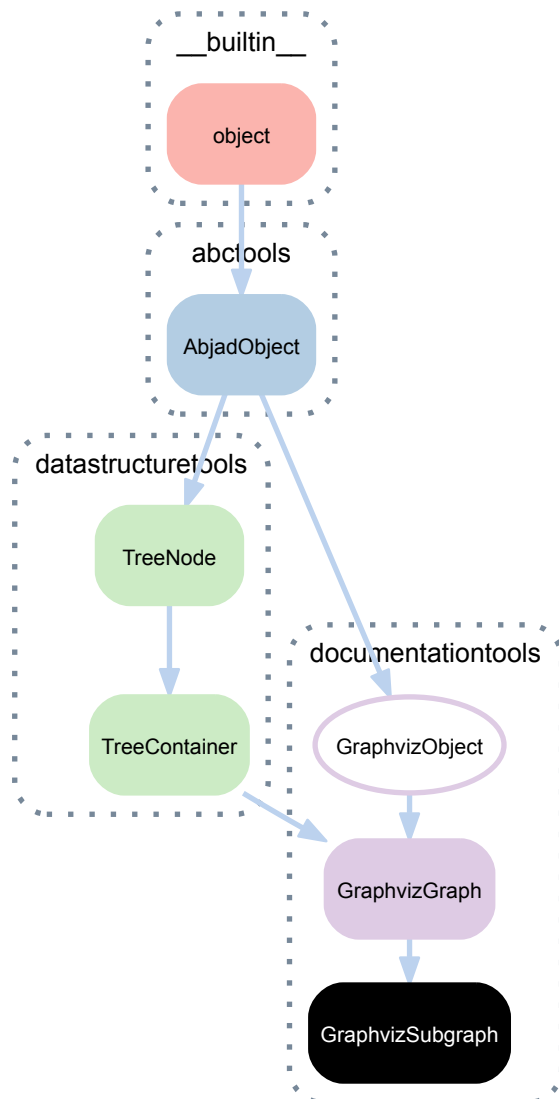 __builtin__
object
abctools
AbjadObject
datastructuretools
TreeNode
documentationtools
TreeContainer
GraphvizObject
GraphvizGraph
GraphvizSubgraph